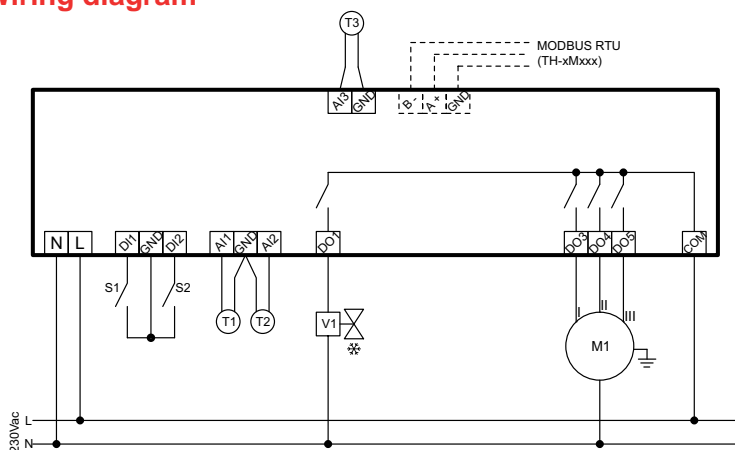 wiring diagram
T3
MODBUS RTU
(TH-xMxxx)
AI3 GND B - A + GND
N L DI1 GND DI2 AI1 GND AI2 DO1 DO3 DO4 DO5 COM
S1 S2
I II III
T1 T2 V1 M1
230Vac L
N